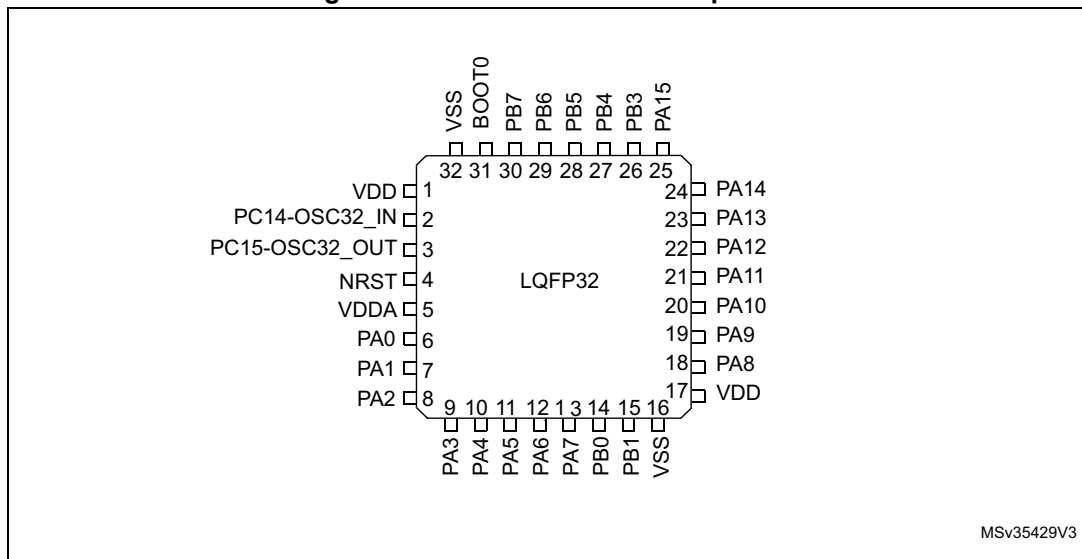 VSS
BOOT0
PB7
PB6
PB5
PB4
PB3
PA15
32 31 30 29 28 27 26 25
VDD 1
PC14-OSC32_IN 2
PC15-OSC32_OUT 3
NRST 4
VDDA 5
PA0 6
PA1 7
PA2 8
LQFP32
24 PA14
23 PA13
22 PA12
21 PA11
20 PA10
19 PA9
18 PA8
17 VDD
9 10 11 12 13 14 15 16
PA3
PA4
PA5
PA6
PA7
PB0
PB1
VSS
MSv35429V3